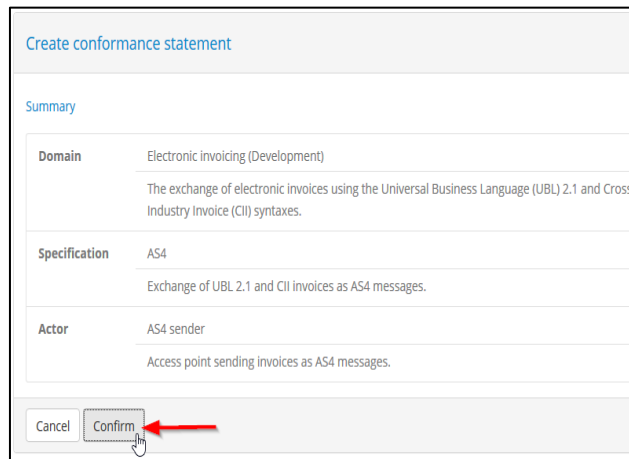 Create conformance statement
Summary
Domain
Electronic invoicing (Development)
The exchange of electronic invoices using the Universal Business Language (UBL) 2.1 and Cross
Industry Invoice (CII) syntaxes.
Specification
AS4
Exchange of UBL 2.1 and CII invoices as AS4 messages.
Actor
AS4 sender
Access point sending invoices as AS4 messages.
Cancel
Confirm